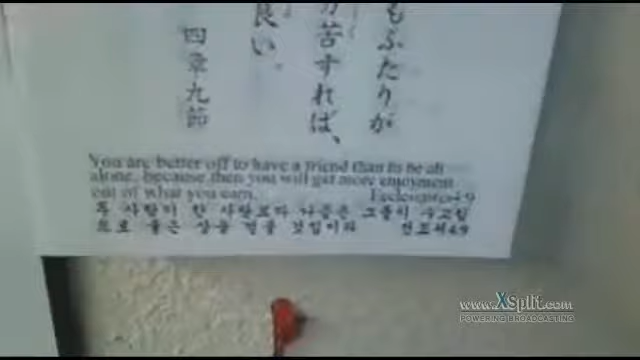 もふたりが
苦すれば、
良い。
四章九節
You are better off to have a friend than to be all
alone, because then you will get more enjoyment
out of what you earn. Ecclesiastes4:9
두 사람이 한 사람보다 나음은 그들이 수고함
으로 좋은 상을 얻을 것임이라 전도서4:9
www.XSplit.com
POWERING BROADCASTING